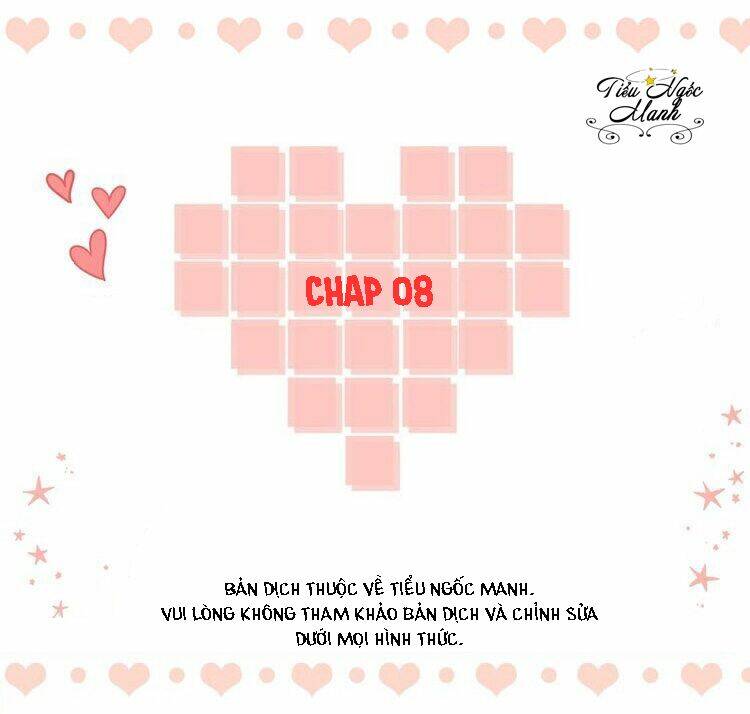 Tiểu Ngốc
Manh
CHAP 08
BẢN DỊCH THUỘC VỀ TIỂU NGỐC MANH.
VUI LÒNG KHÔNG THAM KHẢO BẢN DỊCH VÀ CHỈNH SỬA
DƯỚI MỌI HÌNH THỨC.